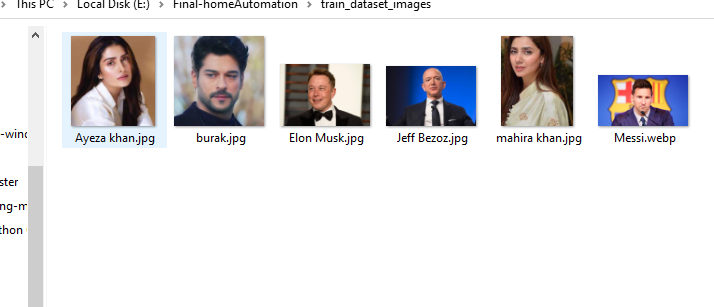 This PC > Local Disk (E:) > Final-homeAutomation > train_dataset_images
Ayeza khan.jpg
burak.jpg
Elon Musk.jpg
Jeff Bezoz.jpg
mahira khan.jpg
Messi.webp
-wind
ster
ng-m
thon